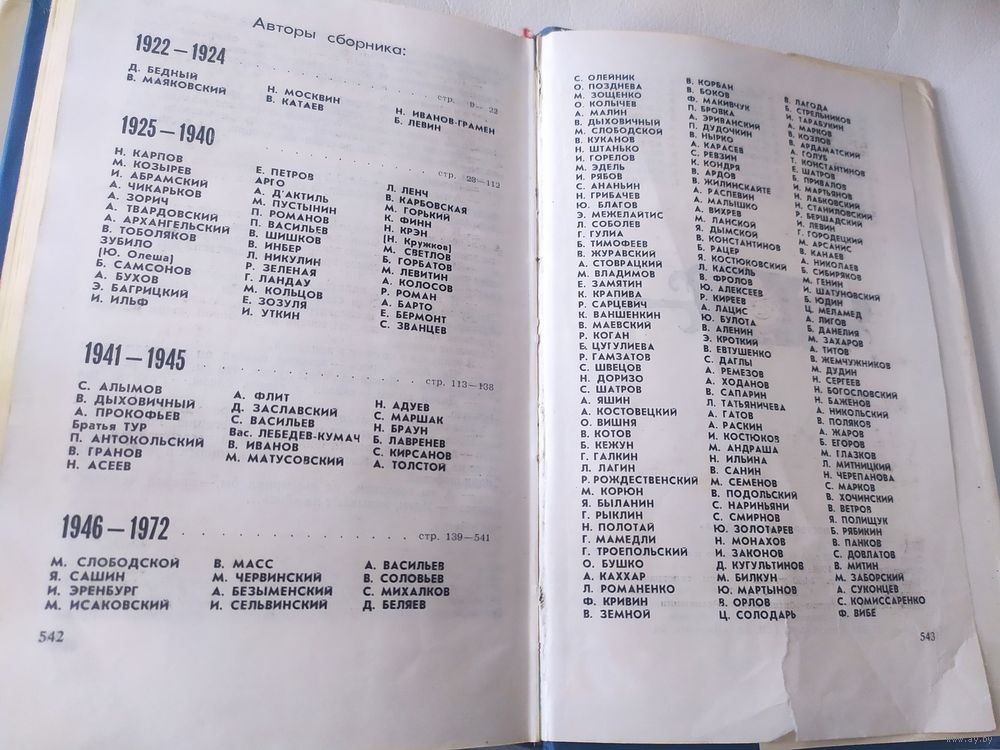 Авторы сборника:
1922—1924
стр. 9—22
Д. БЕДНЫЙ
В. МАЯКОВСКИЙ
Н. МОСКВИН
В. КАТАЕВ
Н. ИВАНОВ-ГРАМЕН
Б. ЛЕВИН
1925—1940
стр. 23—112
Н. КАРПОВ
М. КОЗЫРЕВ
И. АБРАМСКИЙ
А. ЧИКАРЬКОВ
А. ЗОРИЧ
А. ТВАРДОВСКИЙ
А. АРХАНГЕЛЬСКИЙ
В. ТОБОЛЯКОВ
ЗУБИЛО
(Ю. Олеша)
Б. САМСОНОВ
А. БУХОВ
Э. БАГРИЦКИЙ
И. ИЛЬФ
Е. ПЕТРОВ
АРГО
А. Д'АКТИЛЬ
М. ПУСТЫНИН
П. РОМАНОВ
П. ВАСИЛЬЕВ
В. ШИШКОВ
В. ИНБЕР
Л. НИКУЛИН
Р. ЗЕЛЕНАЯ
Г. ЛАНДАУ
М. КОЛЬЦОВ
Е. ЗОЗУЛЯ
И. УТКИН
Л. ЛЕНЧ
В. КАРБОВСКАЯ
М. ГОРЬКИЙ
К. ФИНН
Н. КРЭН
(Н. Кружков)
М. СВЕТЛОВ
Б. ГОРБАТОВ
М. ЛЕВИТИН
А. КОЛОСОВ
Р. РОМАН
А. БАРТО
Е. БЕРМОНТ
С. ЗВАНЦЕВ
1941—1945
стр. 113—138
С. АЛЫМОВ
В. ДЫХОВИЧНЫЙ
А. ПРОКОФЬЕВ
Братья ТУР
П. АНТОКОЛЬСКИЙ
В. ГРАНОВ
Н. АСЕЕВ
А. ФЛИТ
Д. ЗАСЛАВСКИЙ
С. ВАСИЛЬЕВ
Вас. ЛЕБЕДЕВ-КУМАЧ
В. ИВАНОВ
М. МАТУСОВСКИЙ
Н. АДУЕВ
С. МАРШАК
Н. БРАУН
Б. ЛАВРЕНЕВ
С. КИРСАНОВ
А. ТОЛСТОЙ
1946—1972
стр. 139—541
М. СЛОБОДСКОЙ
Я. САШИН
И. ЭРЕНБУРГ
М. ИСАКОВСКИЙ
В. МАСС
М. ЧЕРВИНСКИЙ
А. БЕЗЫМЕНСКИЙ
И. СЕЛЬВИНСКИЙ
А. ВАСИЛЬЕВ
В. СОЛОВЬЕВ
С. МИХАЛКОВ
Д. БЕЛЯЕВ
542
С. ОЛЕЙНИК
О. ПОЗДНЕВА
М. ЗОЩЕНКО
О. КОЛЫЧЕВ
А. МАЛИН
В. ДЫХОВИЧНЫЙ
М. СЛОБОДСКОЙ
В. КУКАНОВ
Н. ШТАНЬКО
И. ГОРЕЛОВ
М. ЭДЕЛЬ
И. РЯБОВ
С. АНАНЬИН
Н. ГРИБАЧЕВ
Ю. БЛАГОВ
Э. МЕЖЕЛАЙТИС
Л. СОБОЛЕВ
Г. ГУЛИА
Б. ТИМОФЕЕВ
В. ЖУРАВСКИЙ
А. СТОВРАЦКИЙ
М. ВЛАДИМОВ
Е. ЗАМЯТИН
К. КРАПИВА
Р. САРЦЕВИЧ
К. ВАНШЕНКИН
В. МАЕВСКИЙ
Р. КОГАН
Б. ЦУГУЛИЕВА
Р. ГАМЗАТОВ
С. ШВЕЦОВ
Н. ДОРИЗО
С. ШАТРОВ
А. ЯШИН
А. КОСТОВЕЦКИЙ
О. ВИШНЯ
В. КОТОВ
Б. КЕЖУН
Г. ГАЛКИН
Л. ЛАГИН
Р. РОЖДЕСТВЕНСКИЙ
М. КОРЮН
Я. БЫЛАНИН
Г. РЫКЛИН
Н. ПОЛОТАЙ
Г. МАМЕДЛИ
Г. ТРОЕПОЛЬСКИЙ
О. БУШКО
А. КАХХАР
Л. РОМАНЕНКО
Ф. КРИВИН
В. ЗЕМНОЙ
В. КОРБАН
В. БОКОВ
Ф. МАКИВЧУК
П. БРОВКА
А. ЭРИВАНСКИЙ
П. ДУДОЧКИН
В. НЫРКО
А. КАРАСЕВ
С. РЕВЗИН
К. КОНДРЯ
В. АРДОВ
В. ЖИЛИНСКАЙТЕ
А. РАСПЕВИН
А. МАЛЫШКО
А. ВИХРЕВ
М. ЛАНСКОЙ
Я. ДЫМСКОЙ
В. КОНСТАНТИНОВ
Б. РАЦЕР
Я. КОСТЮКОВСКИЙ
Л. КАССИЛЬ
В. ФРОЛОВ
Ю. АЛЕКСЕЕВ
Р. КИРЕЕВ
А. ЛАЦИС
Ю. БУЛОТА
В. АЛЕНИН
Э. КРОТКИЙ
В. ЕВТУШЕНКО
С. ДАГЛЫ
А. РЕМЕЗОВ
А. ХОДАНОВ
В. САПАРИН
Л. ТАТЬЯНИЧЕВА
А. ГАТОВ
А. РАСКИН
И. КОСТЮКОВ
М. АНДРАША
Н. ИЛЬИНА
В. САНИН
М. СЕМЕНОВ
В. ПОДОЛЬСКИЙ
С. НАРИНЬЯНИ
С. СМИРНОВ
Ю. ЗОЛОТАРЕВ
Н. МОНАХОВ
И. ЗАКОНОВ
Д. КУГУЛЬТИНОВ
М. БИЛКУН
Ю. МАРТЫНОВ
В. ОРЛОВ
Ц. СОЛОДАРЬ
В. ЛАГОДА
Б. СТРЕЛЬНИКОВ
И. ТАРАБУКИН
А. МАРКОВ
В. КОЗЛОВ
В. АРДАМАТСКИЙ
А. ГОЛУБ
Т. КОНСТАНТИНОВ
Е. ШАТРОВ
Б. ПРИВАЛОВ
И. МАРТЬЯНОВ
И. ЛАБКОВСКИЙ
Н. СТАНИЛОВСКИЙ
Р. БЕРШАДСКИЙ
И. ЛЕВИН
Т. ГОРОДЕЦКИЙ
М. АРСАНИС
В. КАНАЕВ
А. НИКОЛАЕВ
Б. СИБИРЯКОВ
М. ГЕНИН
И. ШАТУНОВСКИЙ
Б. ЮДИН
Ц. МЕЛАМЕД
А. ЛИГОВ
Б. ДАНЕЛИЯ
М. ЗАХАРОВ
А. ТИТОВ
В. ЖЕМЧУЖНИКОВ
М. ДУДИН
Н. СЕРГЕЕВ
Н. БОГОСЛОВСКИЙ
Н. БАЖЕНОВ
А. НИКОЛЬСКИЙ
В. ПОЛЯКОВ
А. ЖАРОВ
Б. ЕГОРОВ
М. ГЛАЗКОВ
Л. МИТНИЦКИЙ
Н. ЧЕРЕПАНОВА
С. МАРКОВ
В. ХОЧИНСКИЙ
В. ВЕТРОВ
Я. ПОЛИЩУК
Б. РЯБИКИН
В. ПАНКОВ
С. ДОВЛАТОВ
В. МИТИН
М. ЗАБОРСКИЙ
А. СУКОНЦЕВ
С. КОМИССАРЕНКО
Ф. ВИБЕ
543
www.ay.by